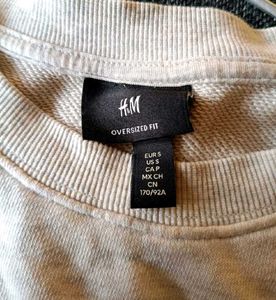 H&M
OVERSIZED FIT
EUR S
US S
CA P
MX CH
CN
170/92A